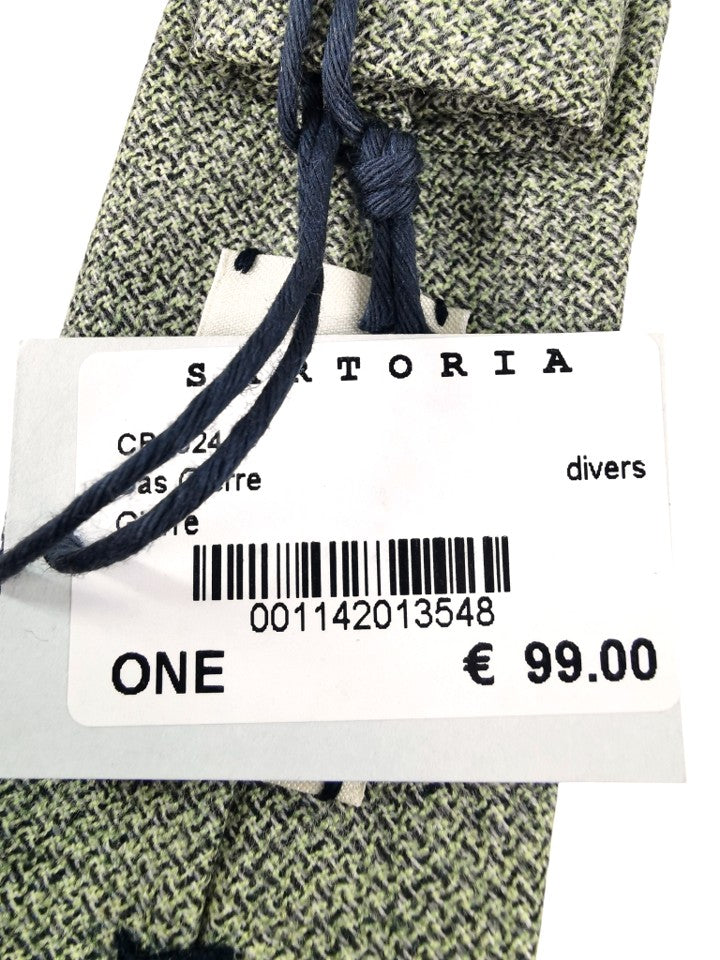 SARTORIA
divers
001142013548
ONE € 99.00